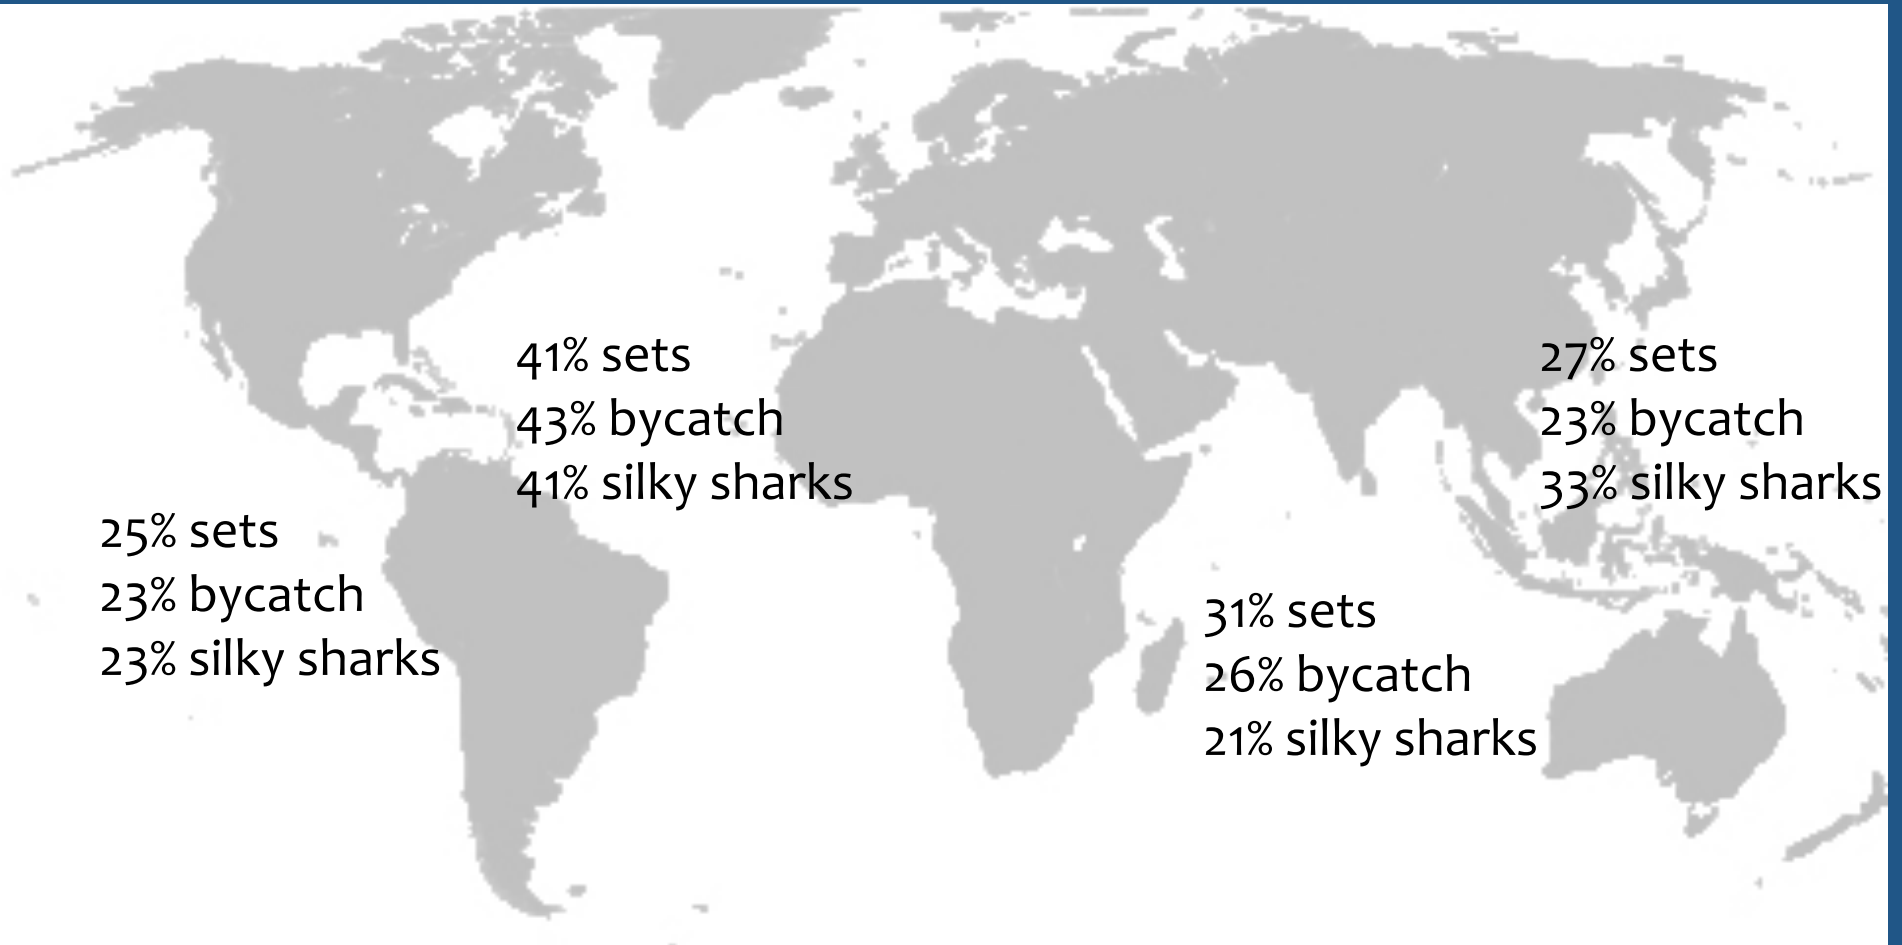 41% sets
43% bycatch
41% silky sharks
27% sets
23% bycatch
33% silky sharks
25% sets
23% bycatch
23% silky sharks
31% sets
26% bycatch
21% silky sharks